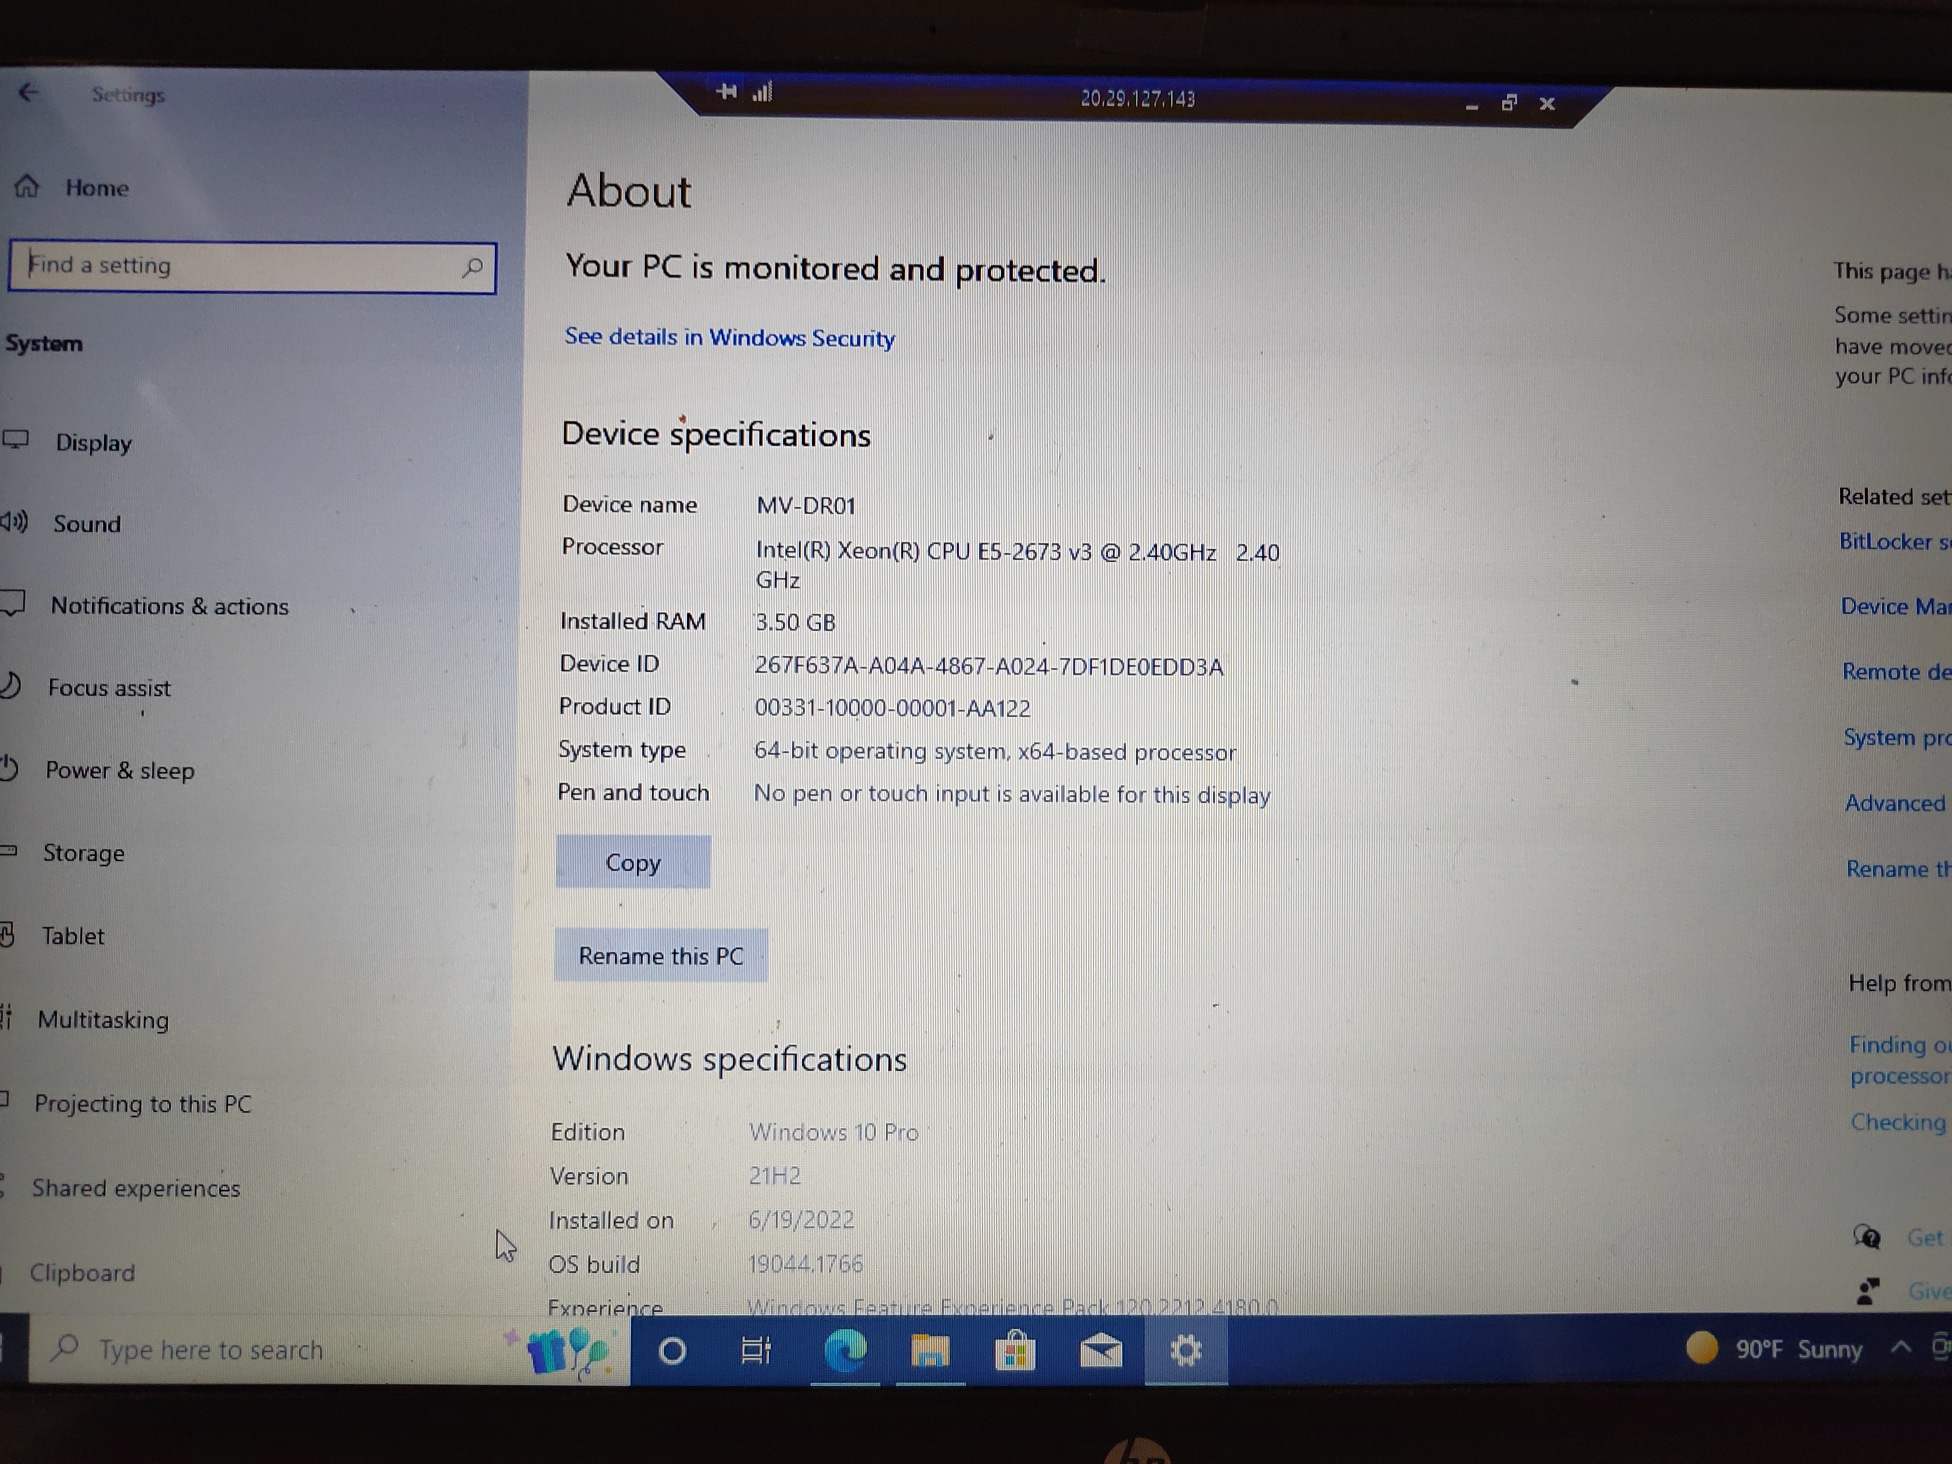 Settings
20.29.127.143
Home
Find a setting
System
Display
Sound
Notifications & actions
Focus assist
Power & sleep
Storage
Tablet
Multitasking
Projecting to this PC
Shared experiences
Clipboard
About
Your PC is monitored and protected.
See details in Windows Security
Device specifications
Device name MV-DR01
Processor Intel(R) Xeon(R) CPU E5-2673 v3 @ 2.40GHz 2.40
GHz
Installed RAM 3.50 GB
Device ID 267F637A-A04A-4867-A024-7DF1DE0EDD3A
Product ID 00331-10000-00001-AA122
System type 64-bit operating system, x64-based processor
Pen and touch No pen or touch input is available for this display
Copy
Rename this PC
Windows specifications
Edition Windows 10 Pro
Version 21H2
Installed on 6/19/2022
OS build 19044.1766
Experience Windows Feature Experience Pack 120.2212.4180.0
This page ha
Some settin
have moved
your PC info
Related set
BitLocker se
Device Man
Remote de
System pro
Advanced
Rename th
Help from
Finding ou
processor
Checking
Get
Give
Type here to search
90°F Sunny
hp